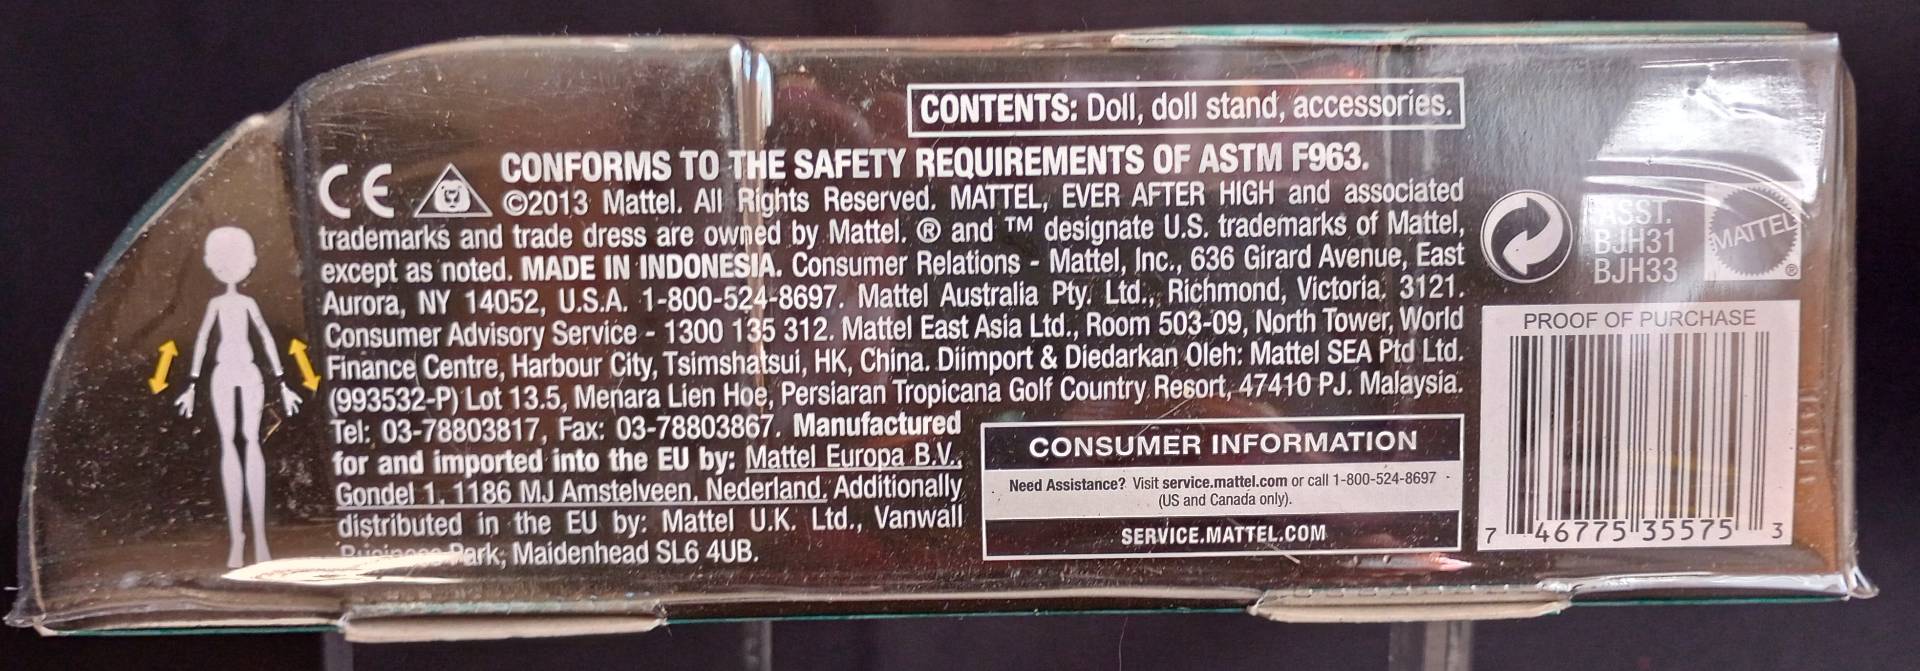 CONTENTS: Doll, doll stand, accessories.
CE
CONFORMS TO THE SAFETY REQUIREMENTS OF ASTM F963.
©2013 Mattel. All Rights Reserved. MATTEL, EVER AFTER HIGH and associated
trademarks and trade dress are owned by Mattel. ® and ™ designate U.S. trademarks of Mattel,
except as noted. MADE IN INDONESIA. Consumer Relations - Mattel, Inc., 636 Girard Avenue, East
Aurora, NY 14052, U.S.A. 1-800-524-8697. Mattel Australia Pty. Ltd., Richmond, Victoria. 3121.
Consumer Advisory Service - 1300 135 312. Mattel East Asia Ltd., Room 503-09, North Tower, World
Finance Centre, Harbour City, Tsimshatsui, HK, China. Diimport & Diedarkan Oleh: Mattel SEA Ptd Ltd.
(993532-P) Lot 13.5, Menara Lien Hoe, Persiaran Tropicana Golf Country Resort, 47410 PJ. Malaysia.
Tel: 03-78803817, Fax: 03-78803867. Manufactured
for and imported into the EU by: Mattel Europa B.V.,
Gondel 1, 1186 MJ Amstelveen, Nederland. Additionally
distributed in the EU by: Mattel U.K. Ltd., Vanwall
Business Park, Maidenhead SL6 4UB.
CONSUMER INFORMATION
Need Assistance? Visit service.mattel.com or call 1-800-524-8697
(US and Canada only).
SERVICE.MATTEL.COM
ASST.
BJH31
BJH33
MATTEL®
PROOF OF PURCHASE
7 46775 35575 3